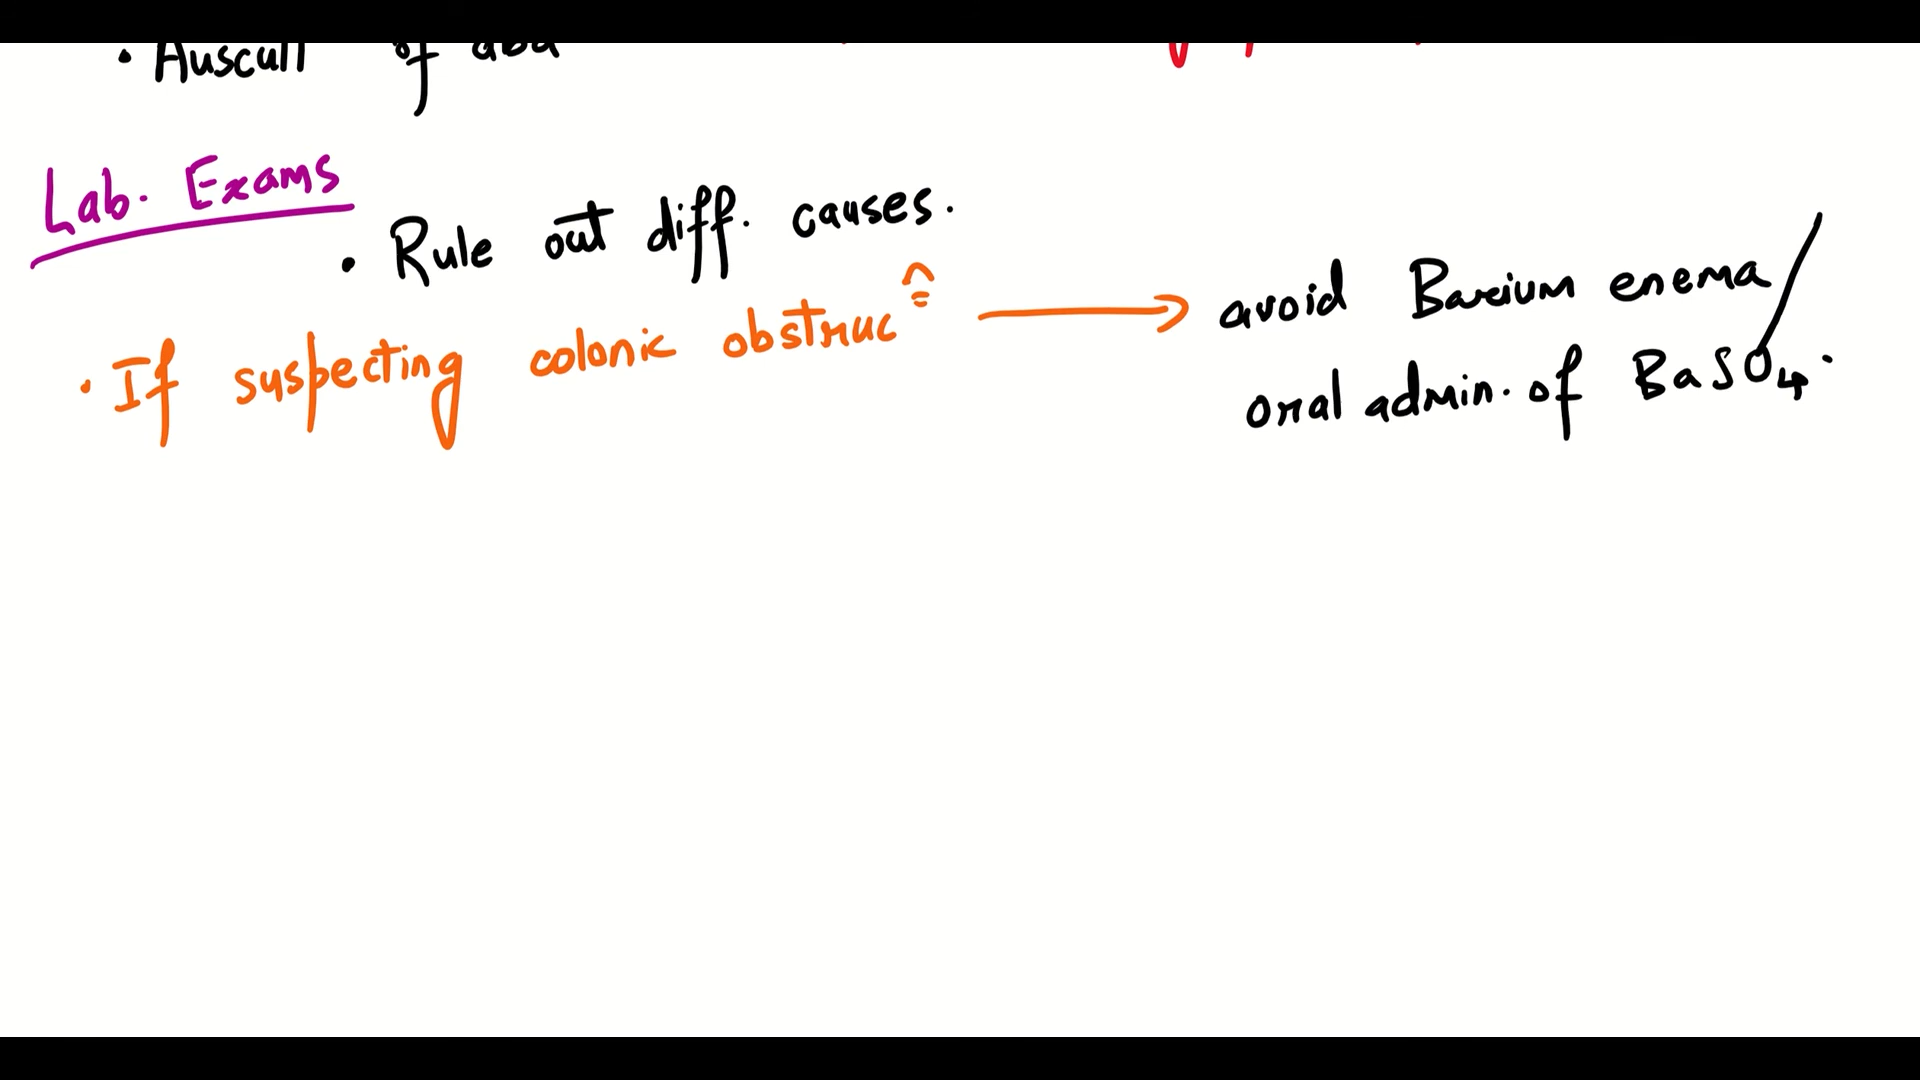 • Auscult of abd
Lab. Exams
• Rule out diff. causes.
• If suspecting colonic obstruc^n → avoid Barium enema /
oral admin. of BaSO4.